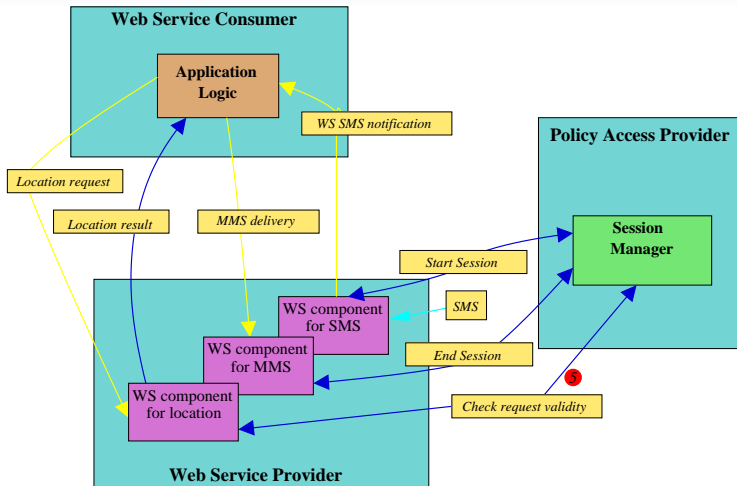 Web Service Consumer
Application
Logic
WS SMS notification
Policy Access Provider
Location request
Location result
MMS delivery
Session
Manager
Start Session
SMS
WS component
for SMS
WS component
for MMS
End Session
5
WS component
for location
Check request validity
Web Service Provider